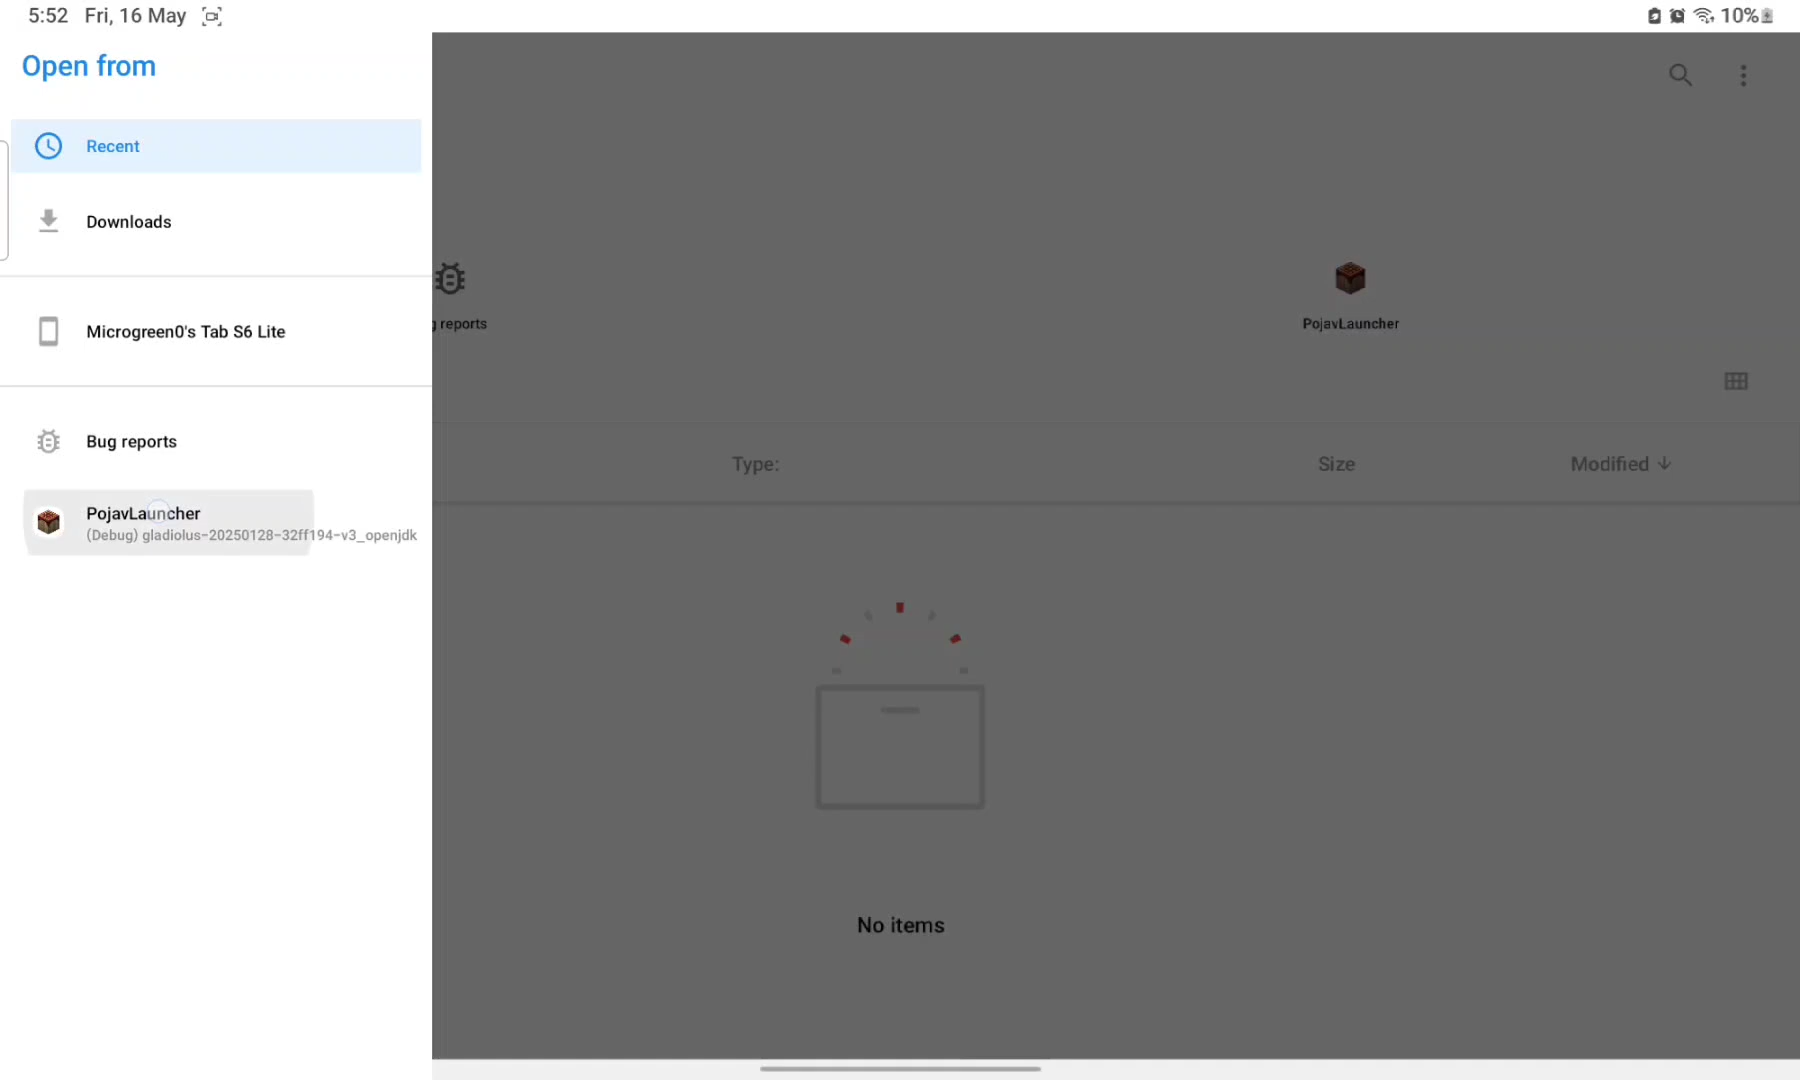 5:52 Fri, 16 May
10%
Open from
Recent
Downloads
Microgreen0's Tab S6 Lite
Bug reports
PojavLauncher
(Debug) gladiolus-20250128-32ff194-v3_openjdk
g reports
PojavLauncher
Type:
Size
Modified
No items